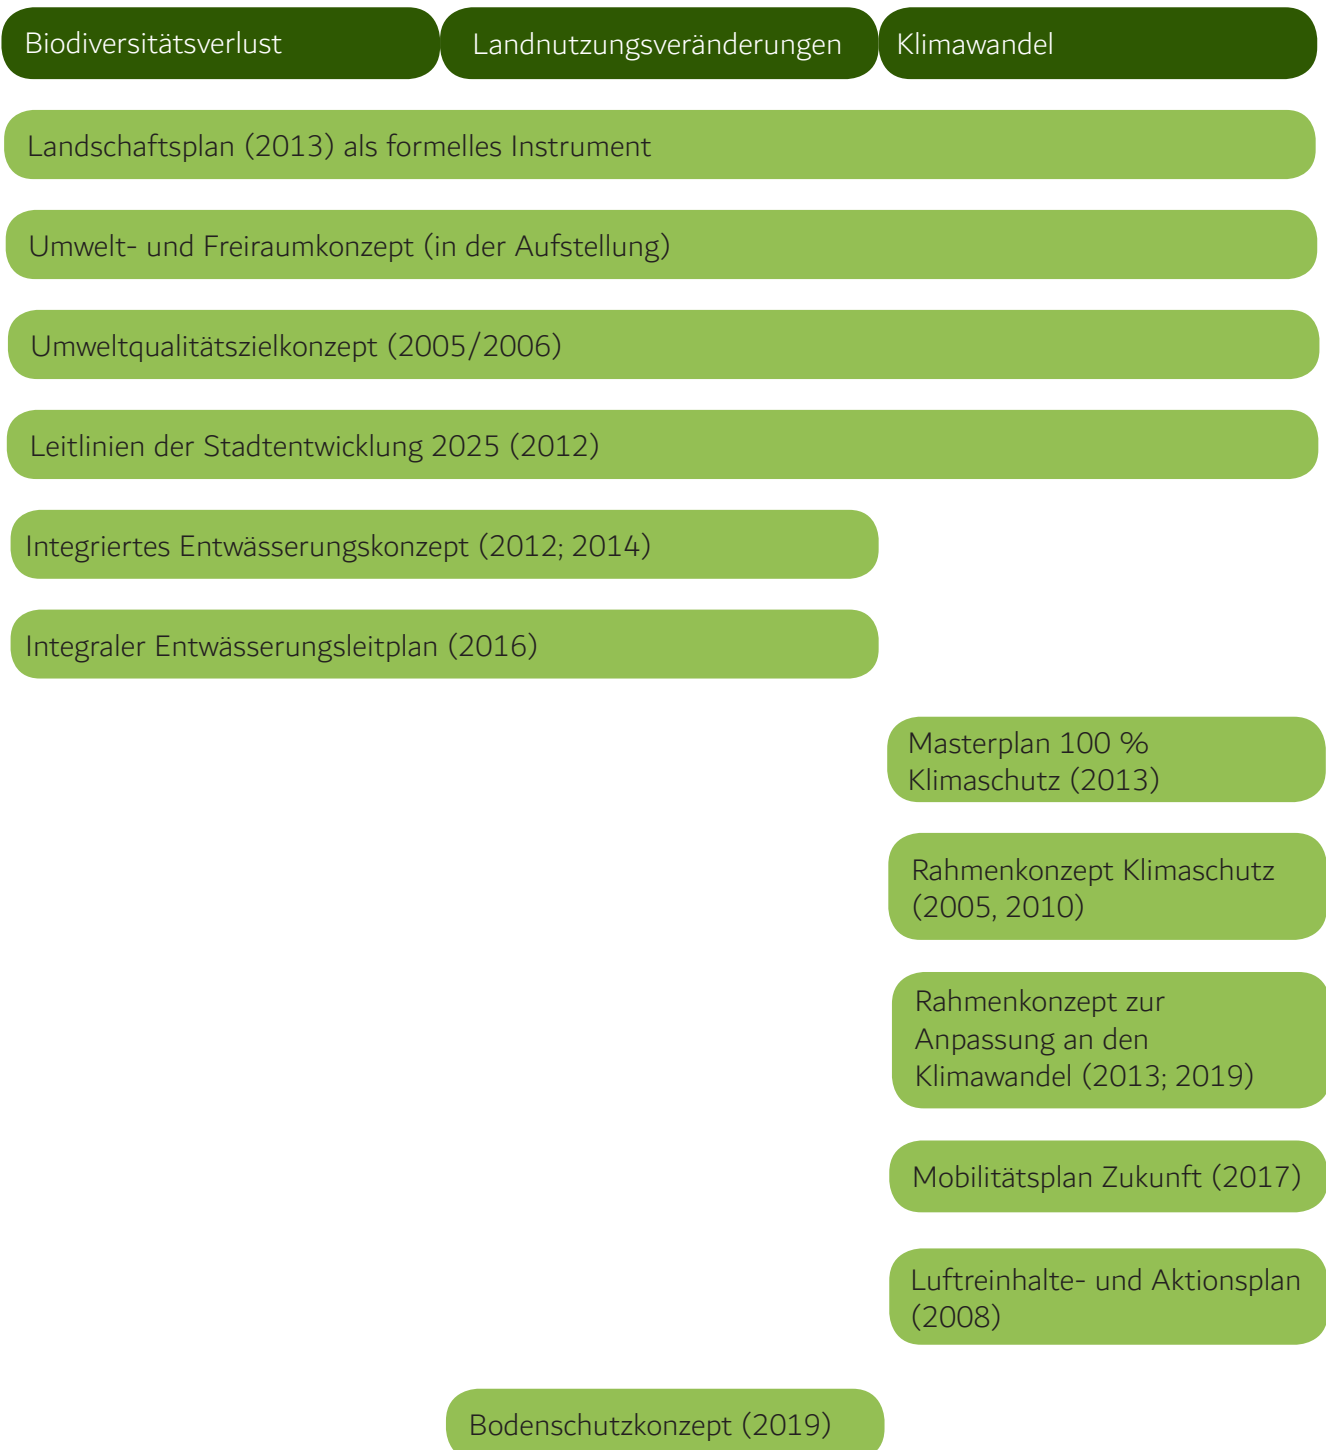 Biodiversitätsverlust
Landnutzungsveränderungen
Klimawandel
Landschaftsplan (2013) als formelles Instrument
Umwelt- und Freiraumkonzept (in der Aufstellung)
Umweltqualitätszielkonzept (2005/2006)
Leitlinien der Stadtentwicklung 2025 (2012)
Integriertes Entwässerungskonzept (2012; 2014)
Integraler Entwässerungsleitplan (2016)
Masterplan 100 %
Klimaschutz (2013)
Rahmenkonzept Klimaschutz
(2005, 2010)
Rahmenkonzept zur
Anpassung an den
Klimawandel (2013; 2019)
Mobilitätsplan Zukunft (2017)
Luftreinhalte- und Aktionsplan
(2008)
Bodenschutzkonzept (2019)